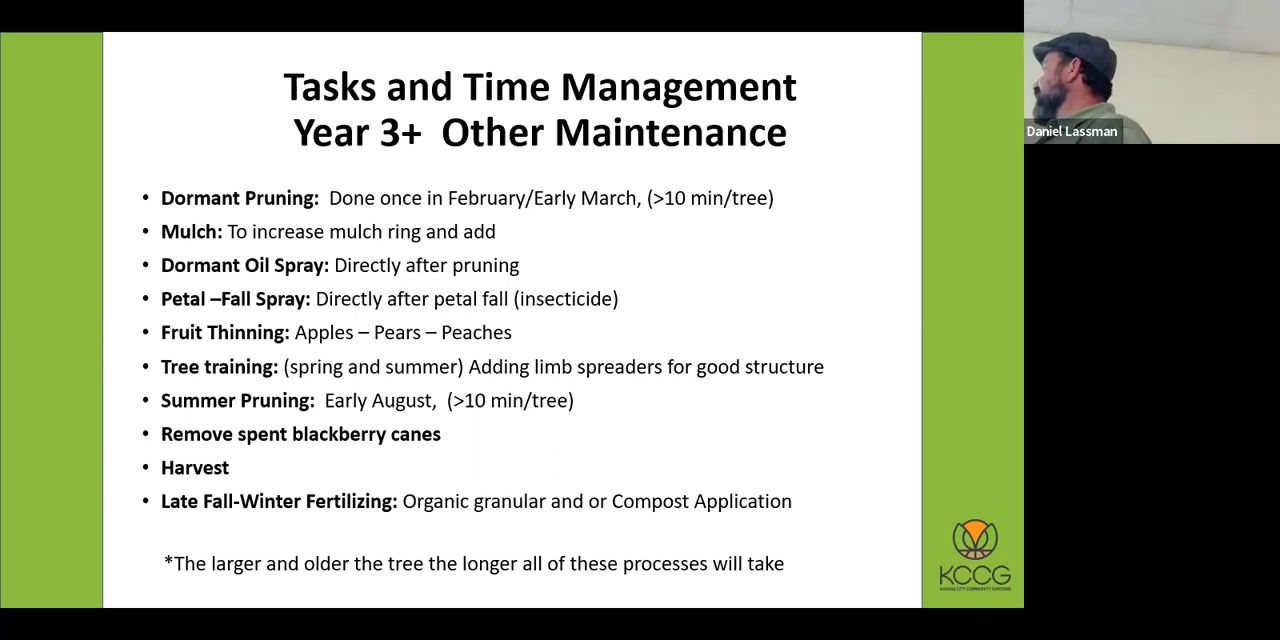 Tasks and Time Management
Year 3+ Other Maintenance
• Dormant Pruning: Done once in February/Early March, (>10 min/tree)
• Mulch: To increase mulch ring and add
• Dormant Oil Spray: Directly after pruning
• Petal –Fall Spray: Directly after petal fall (insecticide)
• Fruit Thinning: Apples – Pears – Peaches
• Tree training: (spring and summer) Adding limb spreaders for good structure
• Summer Pruning: Early August, (>10 min/tree)
• Remove spent blackberry canes
• Harvest
• Late Fall-Winter Fertilizing: Organic granular and or Compost Application
*The larger and older the tree the longer all of these processes will take
KCCG
KANSAS CITY COMMUNITY GARDENS
Daniel Lassman